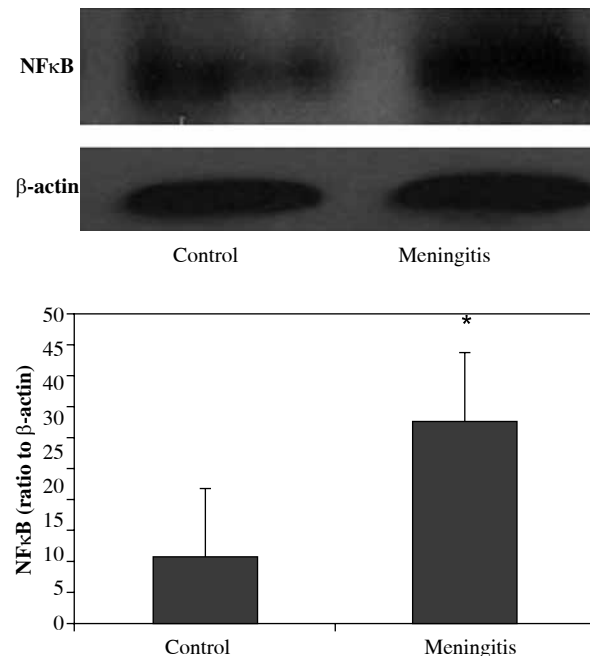 NFκB
β-actin
Control Meningitis
50
45
40
30
25
20
15
10
5
0
NFκB (ratio to β-actin)
*
Control Meningitis